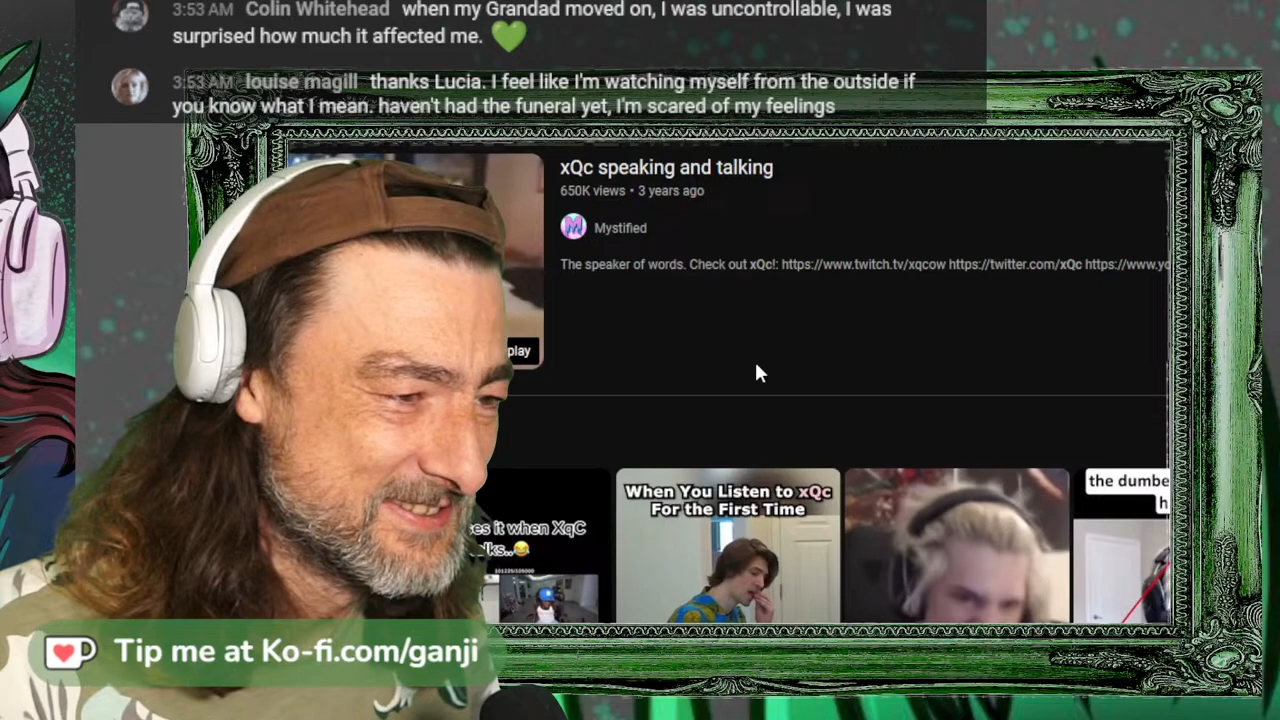 3:53 AM Colin Whitehead when my Grandad moved on, I was uncontrollable, I was
surprised how much it affected me. 💚
3:53 AM louise magill thanks Lucia. I feel like I'm watching myself from the outside if
you know what I mean. haven't had the funeral yet, I'm scared of my feelings
xQc speaking and talking
650K views • 3 years ago
M
Mystified
The speaker of words. Check out xQc!: https://www.twitch.tv/xqcow https://twitter.com/xQc https://www.yo
play
When You Listen to xQc
For the First Time
es it when XqC
lks..😂
the dumbe
h
Tip me at Ko-fi.com/ganji